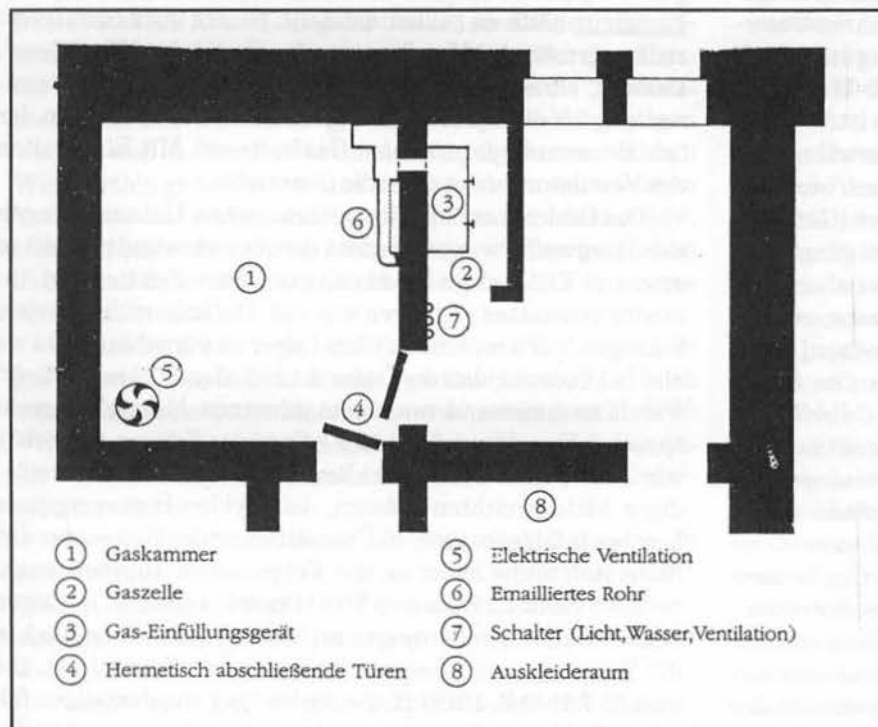 1
2
3
4
5
6
7
8
1 Gaskammer
2 Gaszelle
3 Gas-Einfüllungsgerät
4 Hermetisch abschließende Türen
5 Elektrische Ventilation
6 Emailliertes Rohr
7 Schalter (Licht,Wasser,Ventilation)
8 Auskleideraum